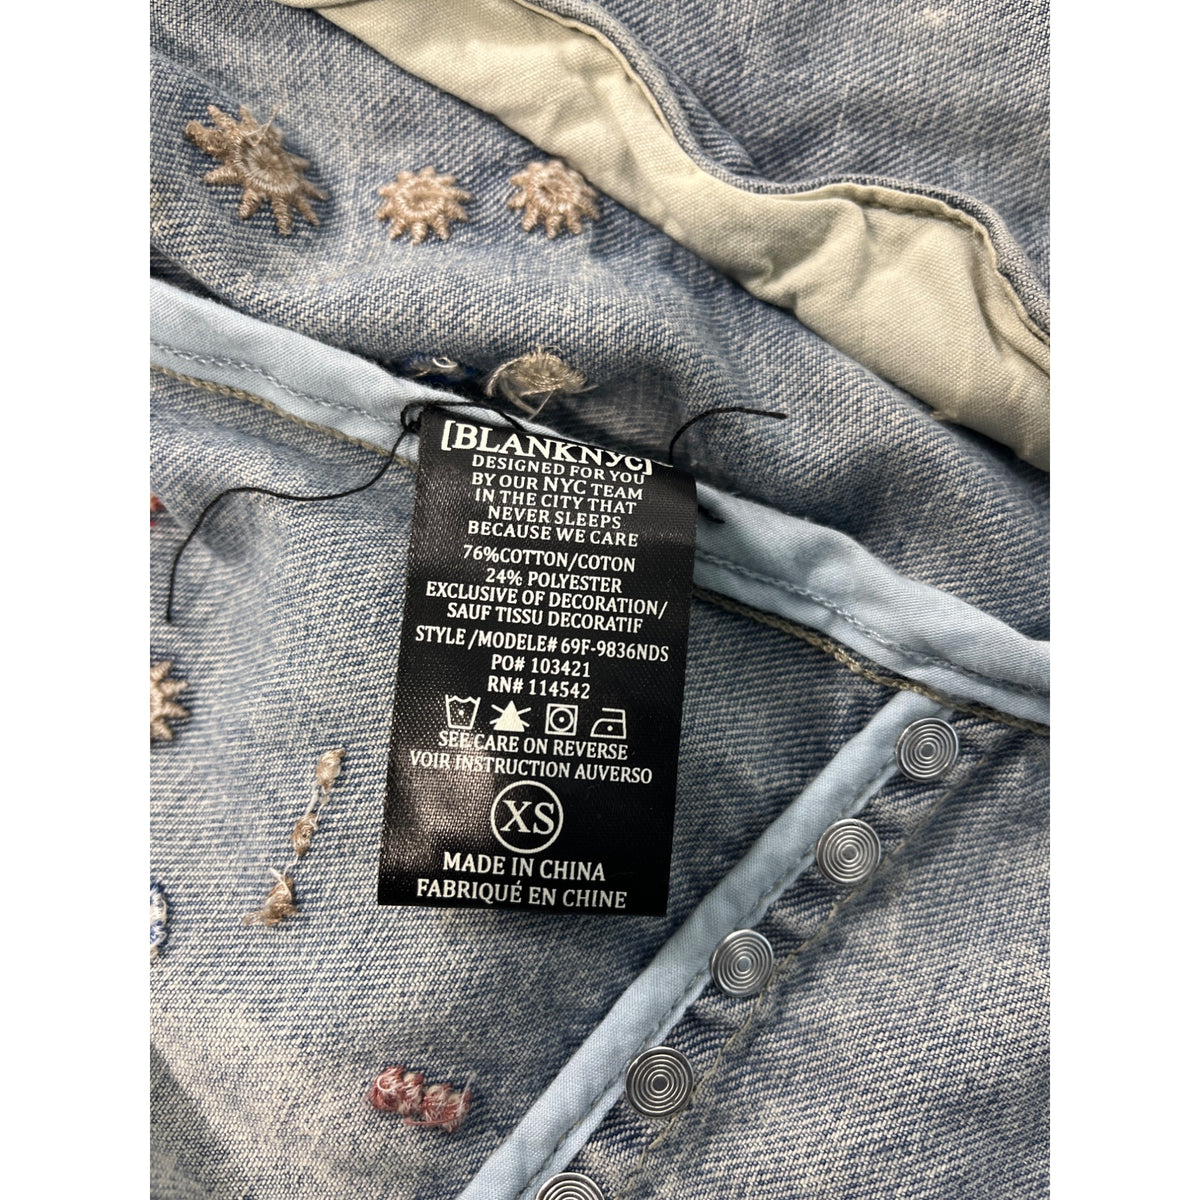 [BLANKNYC]
DESIGNED FOR YOU
BY OUR NYC TEAM
IN THE CITY THAT
NEVER SLEEPS
BECAUSE WE CARE
76%COTTON/COTON
24% POLYESTER
EXCLUSIVE OF DECORATION/
SAUF TISSU DECORATIF
STYLE /MODELE# 69F-9836NDS
PO# 103421
RN# 114542
SEE CARE ON REVERSE
VOIR INSTRUCTION AUVERSO
XS
MADE IN CHINA
FABRIQUÉ EN CHINE